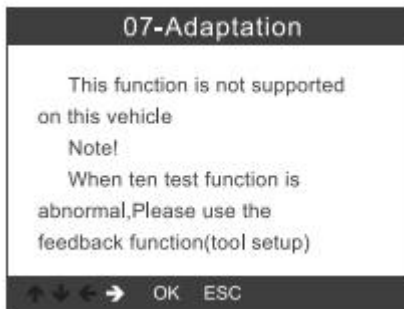 07-Adaptation
This function is not supported
on this vehicle
Note!
When ten test function is
abnormal,Please use the
feedback function(tool setup)
OK ESC